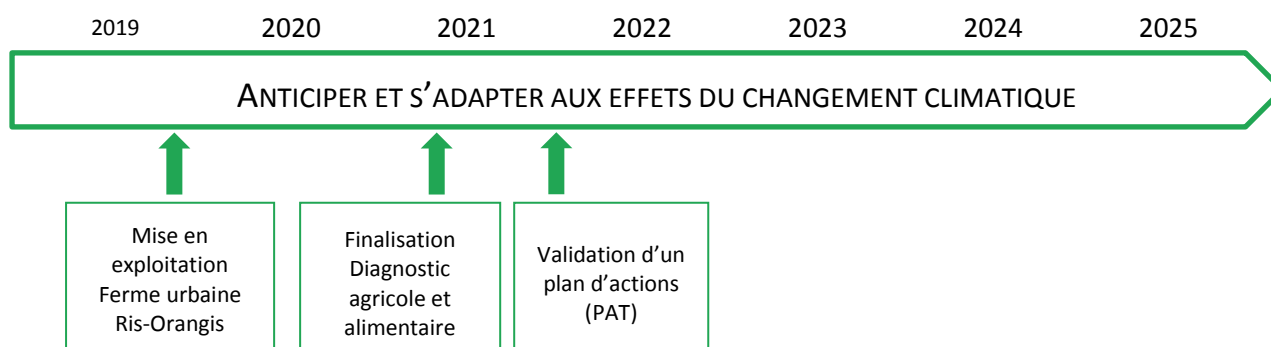 2019 2020 2021 2022 2023 2024 2025
ANTICIPER ET S'ADAPTER AUX EFFETS DU CHANGEMENT CLIMATIQUE
Mise en
exploitation
Ferme urbaine
Ris-Orangis
Finalisation
Diagnostic
agricole et
alimentaire
Validation d'un
plan d'actions
(PAT)